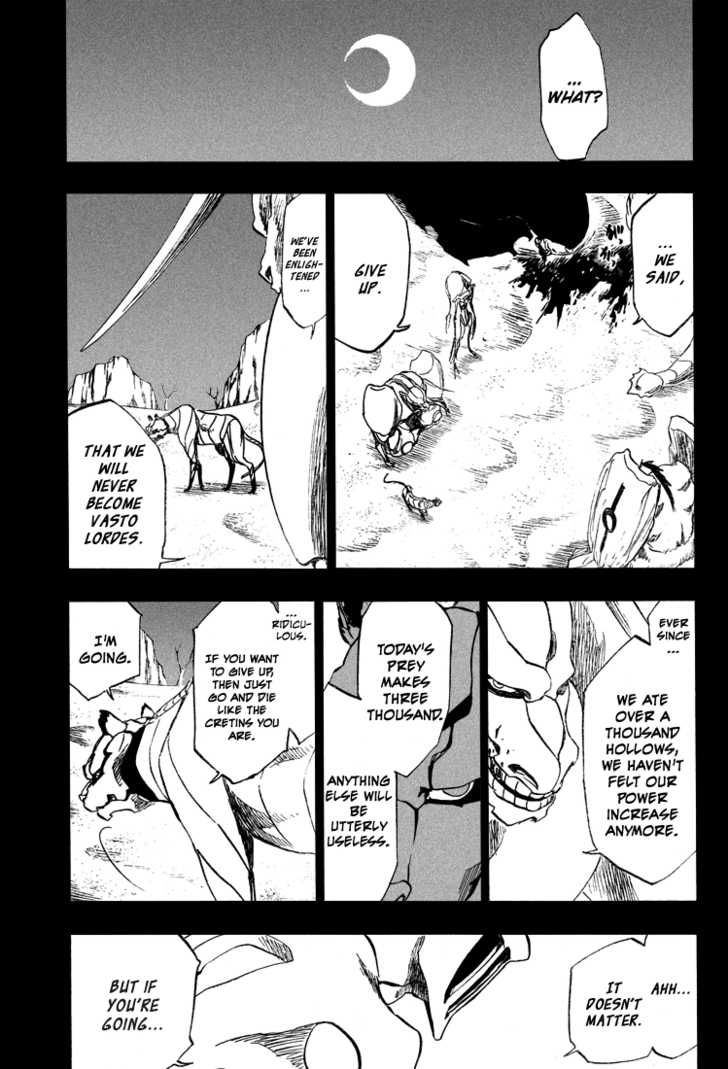 ...
WHAT?
...
WE
SAID,
GIVE
UP.
WE'VE
BEEN
ENLIGH-
TENED
...
THAT WE
WILL
NEVER
BECOME
VASTO
LORDES.
EVER
SINCE
...
WE ATE
OVER A
THOUSAND
HOLLOWS,
WE HAVEN'T
FELT OUR
POWER
INCREASE
ANYMORE.
TODAY'S
PREY
MAKES
THREE
THOUSAND.
ANYTHING
ELSE WILL
BE
UTTERLY
USELESS.
...
RIDICU-
LOUS.
IF YOU WANT
TO GIVE UP,
THEN JUST
GO AND DIE
LIKE THE
CRETINS YOU
ARE.
I'M
GOING.
AHH...
IT
DOESN'T
MATTER.
BUT IF
YOU'RE
GOING...